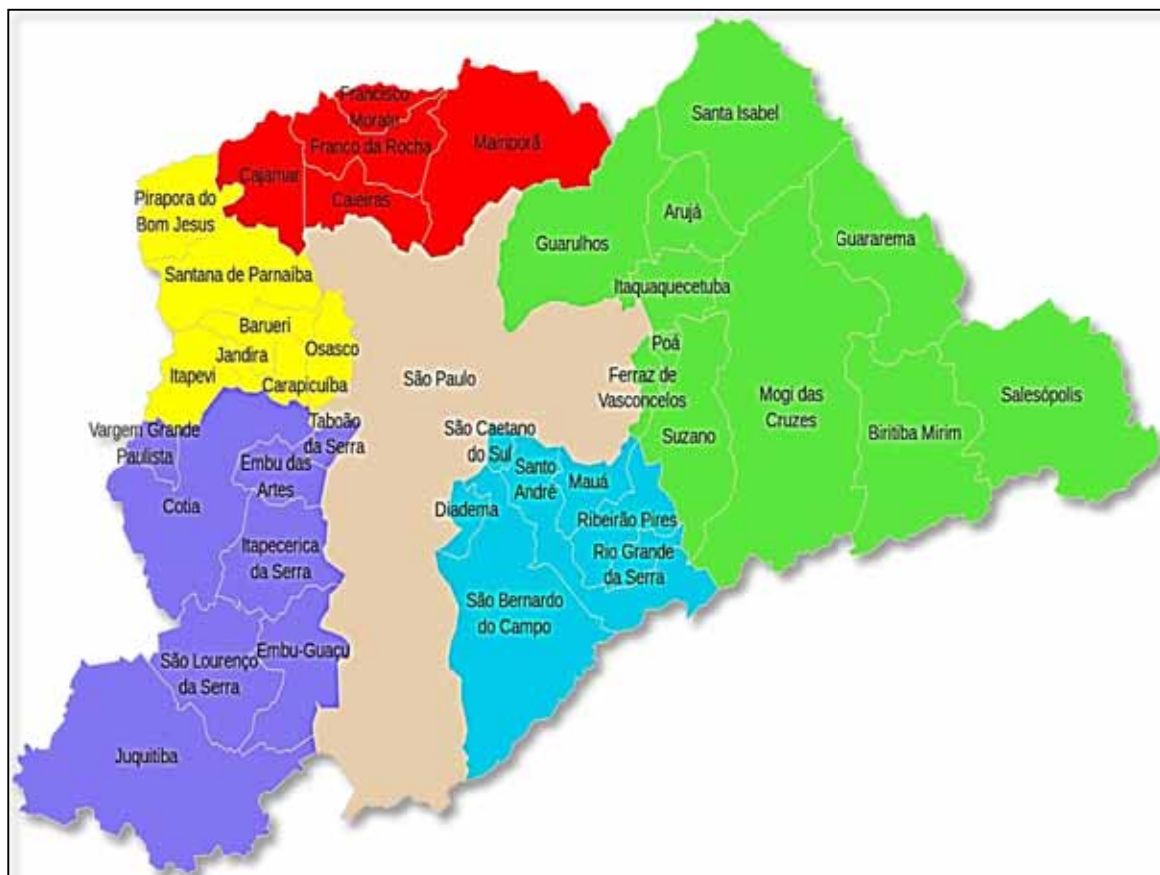 Francisco
Morato
Franco da Rocha
Mairiporã
Cajamar
Caieiras
Santa Isabel
Pirapora do
Bom Jesus
Arujá
Guarulhos
Guararema
Santana de Parnaíba
Itaquaquecetuba
Barueri
Jandira
Osasco
Itapevi
Carapicuíba
Poá
São Paulo
Ferraz de
Vasconcelos
Mogi das
Cruzes
Salesópolis
Vargem Grande
Paulista
Taboão
da Serra
São Caetano
do Sul
Suzano
Biritiba Mirim
Embu das
Artes
Santo
André
Mauá
Cotia
Diadema
Ribeirão Pires
Itapecerica
da Serra
Rio Grande
da Serra
São Bernardo
do Campo
Embu-Guaçu
São Lourenço
da Serra
Juquitiba